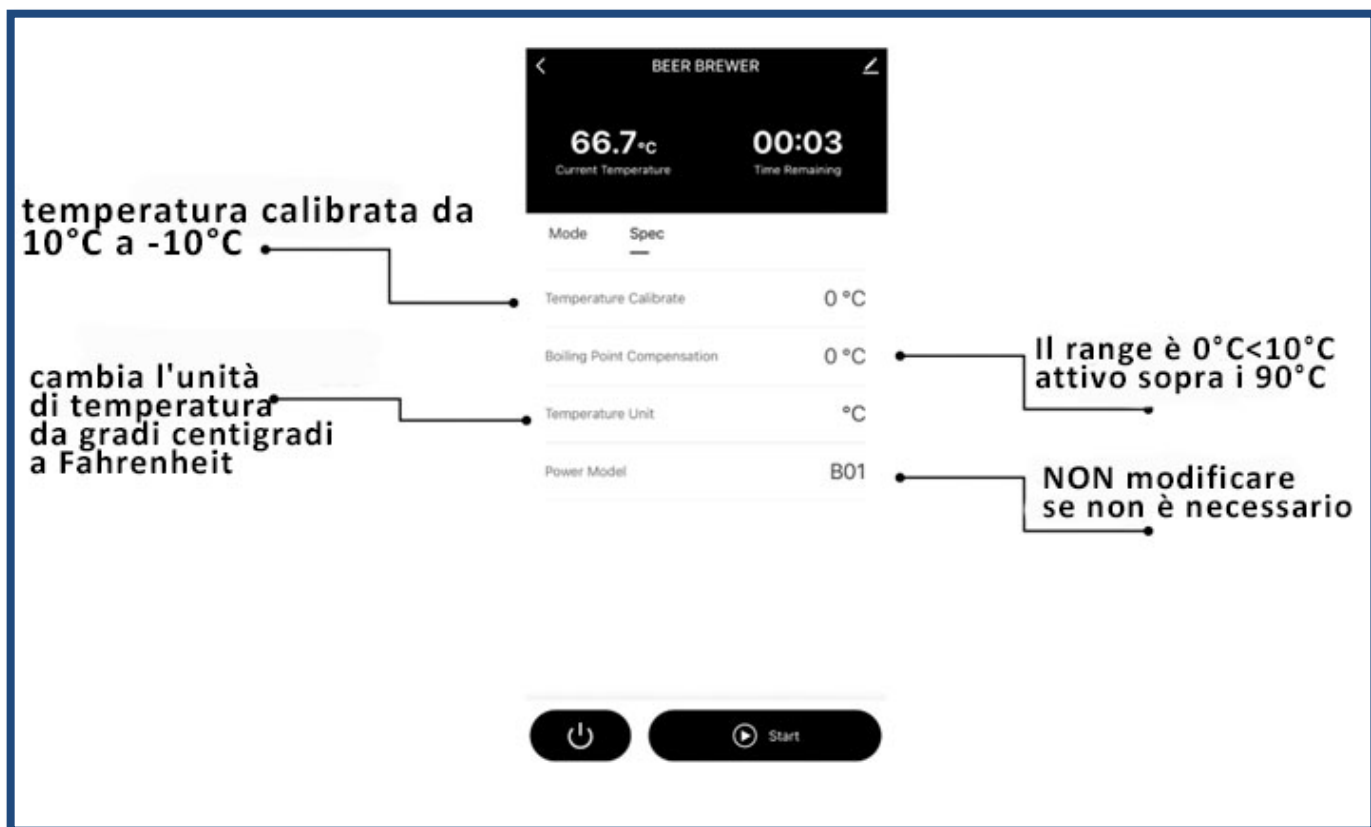 BEER BREWER
66.7°C
00:03
Current Temperature
Time Remaining
temperatura calibrata da
10°C a -10°C
Mode
Spec
Temperature Calibrate
0 °C
Boiling Point Compensation
0 °C
Il range è 0°C<10°C
attivo sopra i 90°C
cambia l'unità
di temperatura
da gradi centigradi
a Fahrenheit
Temperature Unit
°C
Power Model
B01
NON modificare
se non è necessario
Start